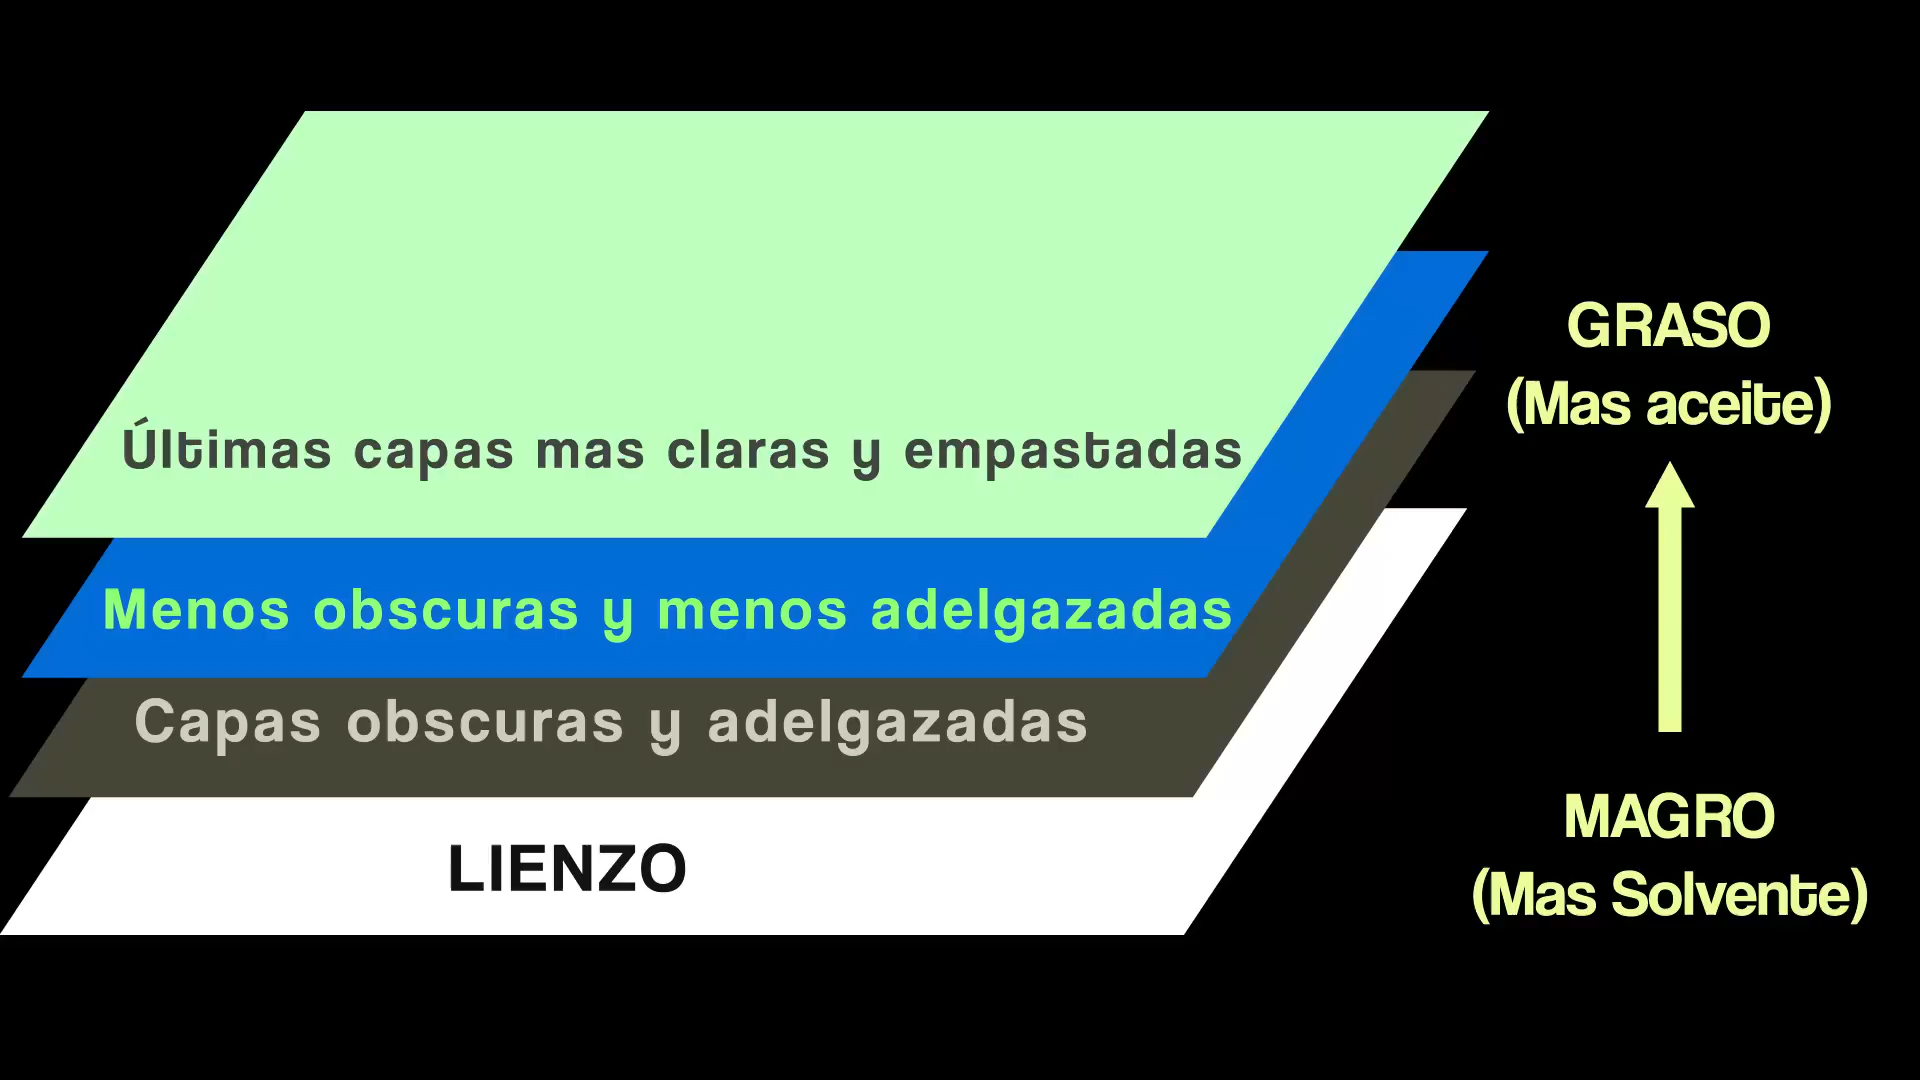 Últimas capas mas claras y empastadas
Menos obscuras y menos adelgazadas
Capas obscuras y adelgazadas
LIENZO
GRASO
(Mas aceite)
MAGRO
(Mas Solvente)